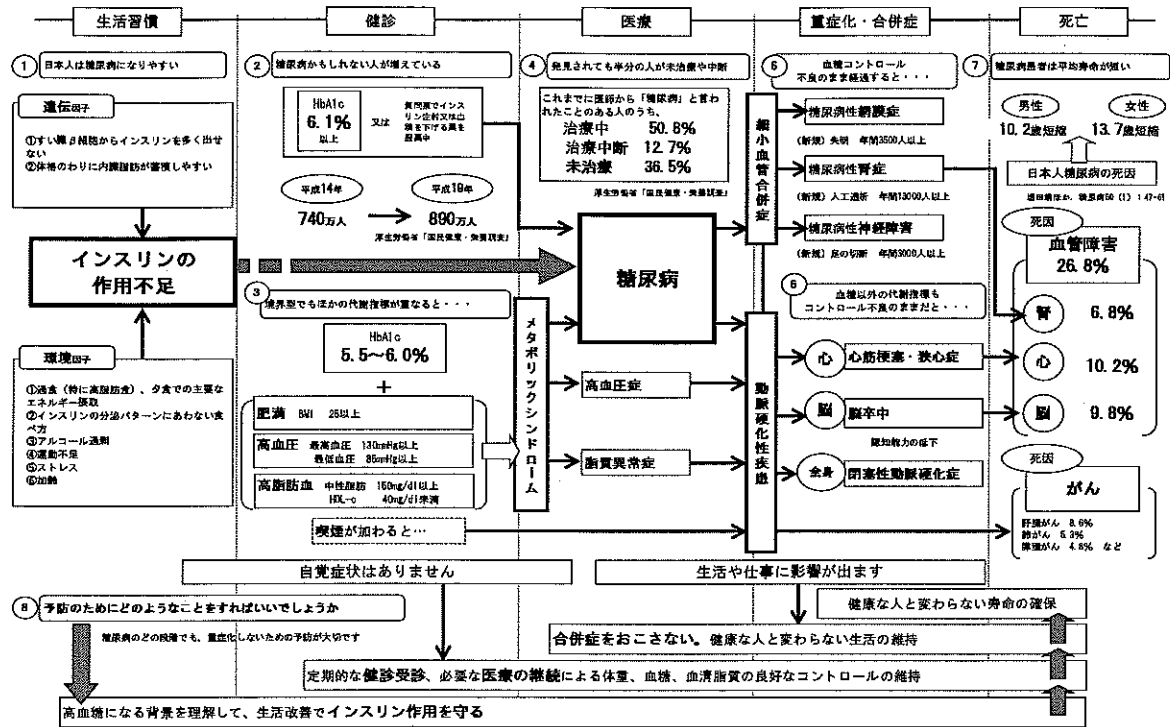 生活習慣
健診
医療
重症化・合併症
死亡
① 日本人は糖尿病になりやすい
遺伝因子
①すい臓β細胞からインスリンを多く出せ
ない
②体格のわりに内臓脂肪が蓄積しやすい
インスリンの
作用不足
環境因子
①過食(特に高脂肪食)、夕食での主要な
エネルギー摂取
②インスリンの分泌パターンにあわない食
べ方
③アルコール過剰
④運動不足
⑤ストレス
⑥加齢
② 糖尿病かもしれない人が増えている
HbA1c
6.1%
以上
又は
質問票でインス
リン注射又は血
糖を下げる薬を
服薬中
平成14年
平成19年
740万人
890万人
厚生労働省「国民健康・栄養調査」
③ 境界型でもほかの代謝指標が重なると・・・
HbA1c
5.5~6.0%
+
肥満 BMI 25以上
高血圧 最高血圧 130mmHg以上
最低血圧 85mmHg以上
高脂肪血 中性脂肪 150mg/dl以上
HDL-c 40mg/dl未満
喫煙が加わると…
メタボリックシンドローム
④ 発見されても半分の人が未治療や中断
これまでに医師から「糖尿病」と言わ
れたことのある人のうち、
治療中 50.8%
治療中断 12.7%
未治療 36.5%
厚生労働省「国民健康・栄養調査」
糖尿病
高血圧症
脂質異常症
細小血管合併症
動脈硬化性疾患
⑤ 血糖コントロール
不良のまま経過すると・・・
糖尿病性網膜症
(新規) 失明 年間3500人以上
糖尿病性腎症
(新規) 人工透析 年間13000人以上
糖尿病性神経障害
(新規) 足の切断 年間3000人以上
⑥ 血糖以外の代謝指標も
コントロール不良のままだと・・・
心 心筋梗塞・狭心症
脳 脳卒中
認知能力の低下
全身 閉塞性動脈硬化症
⑦ 糖尿病患者は平均寿命が短い
男性
女性
10.2歳短縮
13.7歳短縮
日本人糖尿病の死因
堀田饒ほか、糖尿病50(1):47-61
死因
血管障害
26.8%
腎 6.8%
心 10.2%
脳 9.8%
死因
がん
肝臓がん 8.6%
肺がん 5.3%
膵臓がん 4.8% など
自覚症状はありません
生活や仕事に影響が出ます
⑧ 予防のためにどのようなことをすればいいでしょうか
糖尿病のどの段階でも、重症化しないための予防が大切です
健康な人と変わらない寿命の確保
合併症をおこさない。健康な人と変わらない生活の維持
定期的な健診受診、必要な医療の継続による体重、血糖、血清脂質の良好なコントロールの維持
高血糖になる背景を理解して、生活改善でインスリン作用を守る